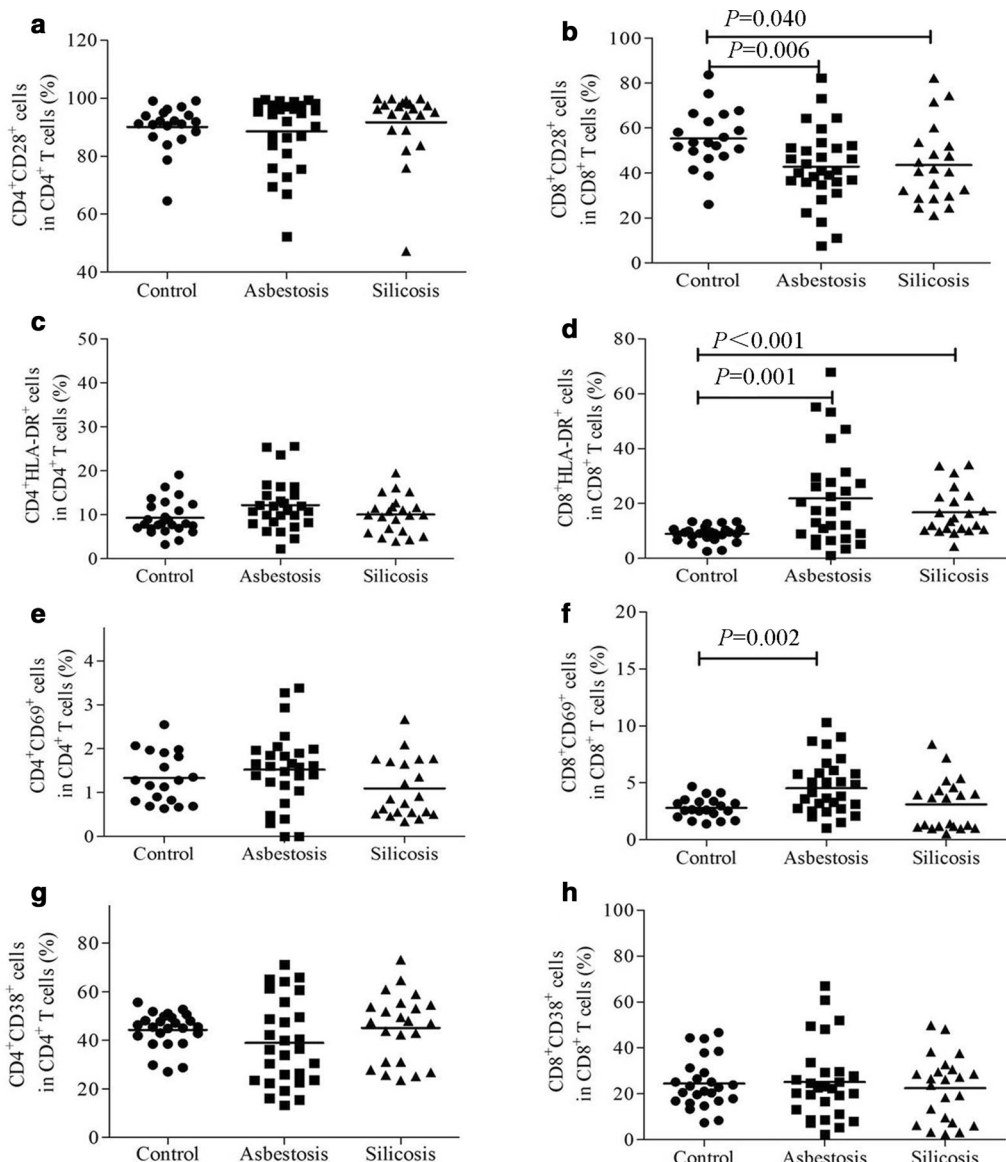 a
CD4⁺CD28⁺ cells
in CD4⁺ T cells (%)
120
100
80
60
40
Control Asbestosis Silicosis
b
CD8⁺CD28⁺ cells
in CD8⁺ T cells (%)
100
80
60
40
20
0
P=0.040
P=0.006
Control Asbestosis Silicosis
c
CD4⁺HLA-DR⁺ cells
in CD4⁺ T cells (%)
50
40
30
20
10
0
Control Asbestosis Silicosis
d
CD8⁺HLA-DR⁺ cells
in CD8⁺ T cells (%)
80
60
40
20
0
P<0.001
P=0.001
Control Asbestosis Silicosis
e
CD4⁺CD69⁺ cells
in CD4⁺ T cells (%)
4
3
2
1
0
Control Asbestosis Silicosis
f
CD8⁺CD69⁺ cells
in CD8⁺ T cells (%)
20
15
10
5
0
P=0.002
Control Asbestosis Silicosis
g
CD4⁺CD38⁺ cells
in CD4⁺ T cells (%)
80
60
40
20
0
Control Asbestosis Silicosis
h
CD8⁺CD38⁺ cells
in CD8⁺ T cells (%)
100
80
60
40
20
0
Control Asbestosis Silicosis